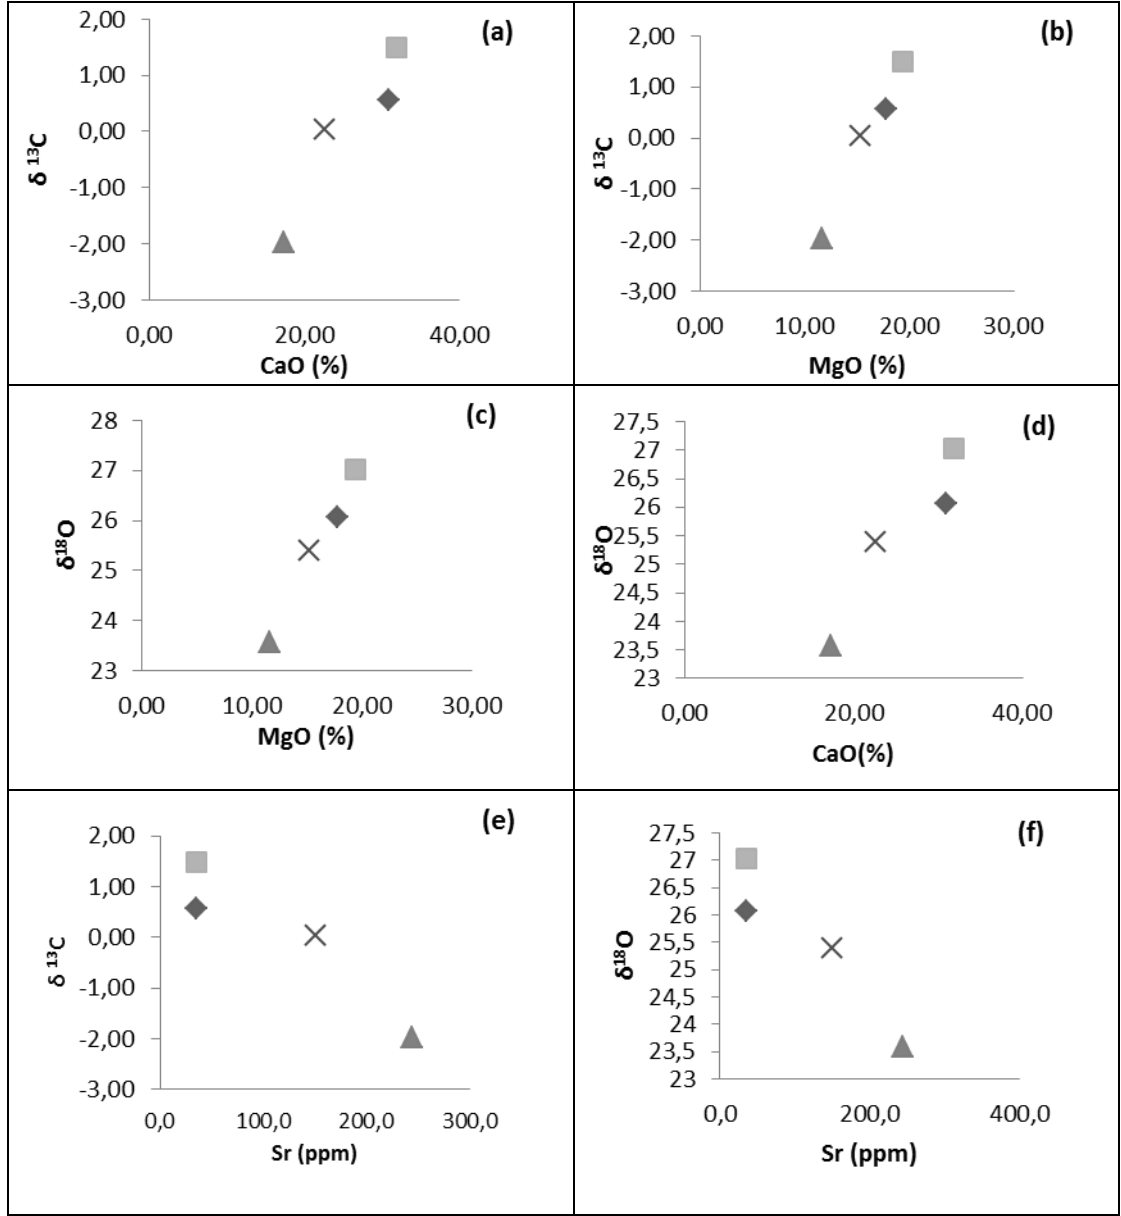 (a)
2,00
1,00
0,00
-1,00
-2,00
-3,00
δ ¹³C
0,00 20,00 40,00
CaO (%)
(b)
2,00
1,00
0,00
-1,00
-2,00
-3,00
δ ¹³C
0,00 10,00 20,00 30,00
MgO (%)
(c)
28
27
26
25
24
23
δ¹⁸O
0,00 10,00 20,00 30,00
MgO (%)
(d)
27,5
27
26,5
26
25,5
25
24,5
24
23,5
23
δ¹⁸O
0,00 20,00 40,00
CaO(%)
(e)
2,00
1,00
0,00
-1,00
-2,00
-3,00
δ ¹³C
0,0 100,0 200,0 300,0
Sr (ppm)
(f)
27,5
27
26,5
26
25,5
25
24,5
24
23,5
23
δ¹⁸O
0,0 200,0 400,0
Sr (ppm)